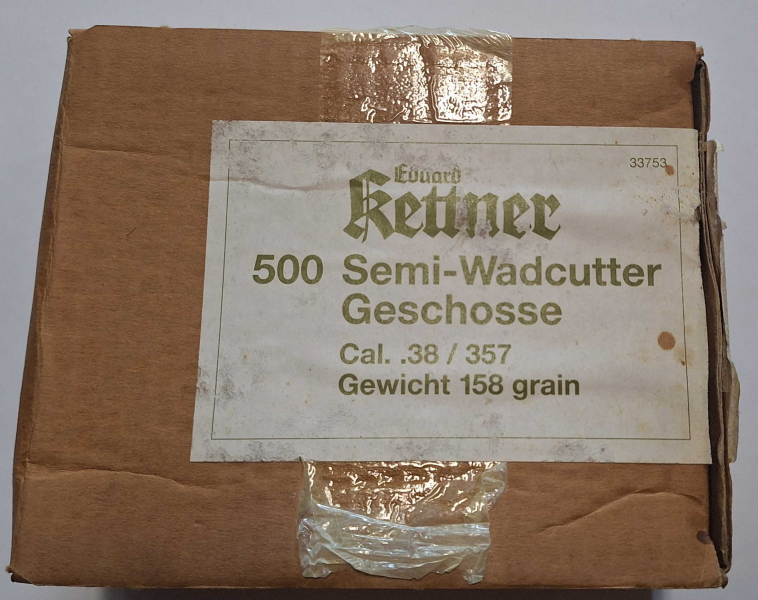 33753
Eduard
Kettner
500 Semi-Wadcutter
Geschosse
Cal. .38 / 357
Gewicht 158 grain